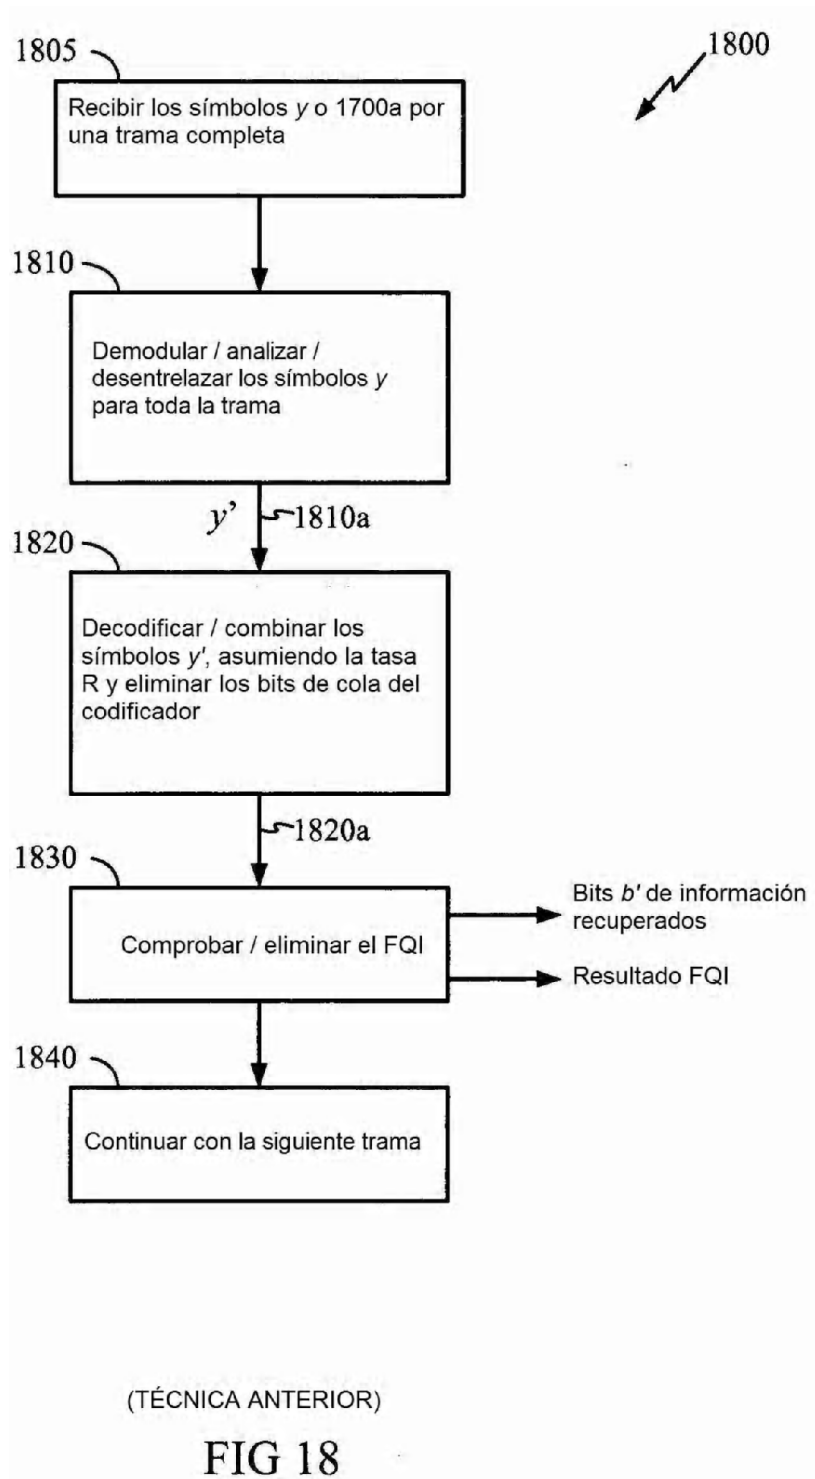 1805
1800
Recibir los símbolos y o 1700a por
una trama completa
1810
Demodular / analizar /
desentrelazar los símbolos y
para toda la trama
y’
1810a
1820
Decodificar / combinar los
símbolos y', asumiendo la tasa
R y eliminar los bits de cola del
codificador
1820a
1830
Comprobar / eliminar el FQI
Bits b' de información
recuperados
Resultado FQI
1840
Continuar con la siguiente trama
(TÉCNICA ANTERIOR)
FIG 18